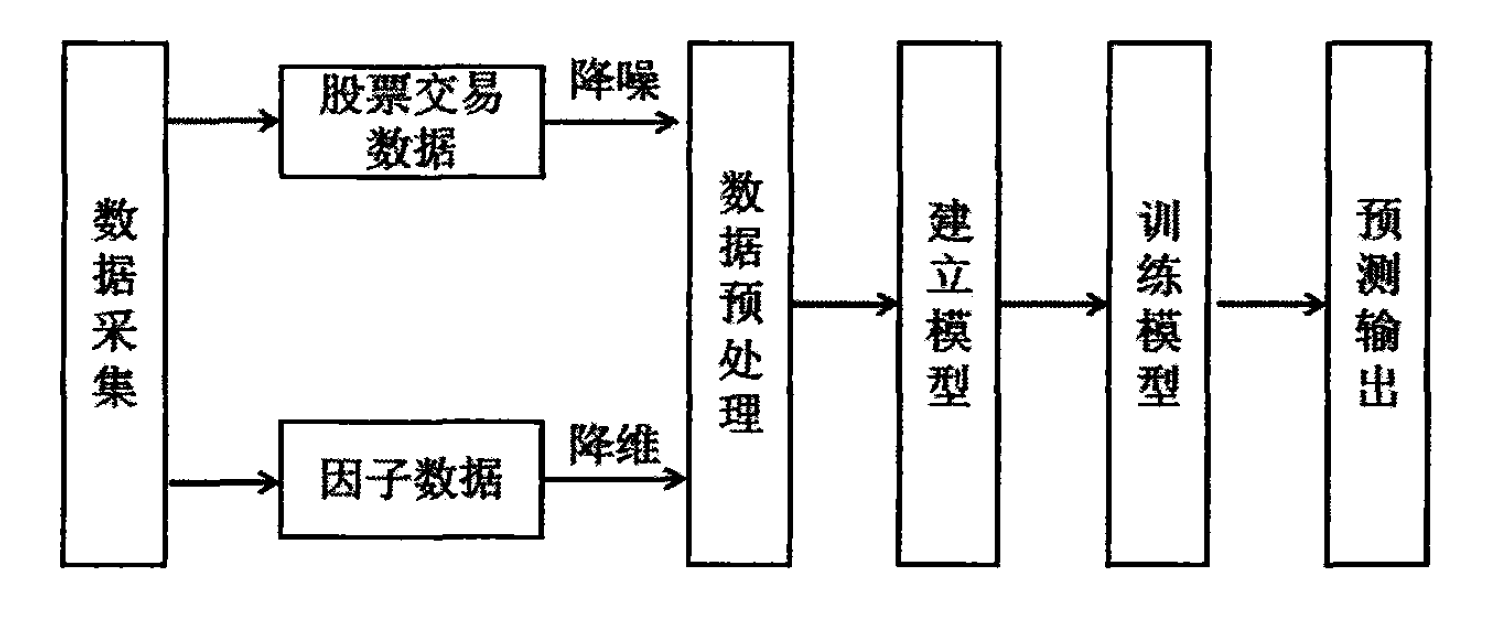 数据采集
股票交易
数据
降噪
因子数据
降维
数据预处理
建立模型
训练模型
预测输出